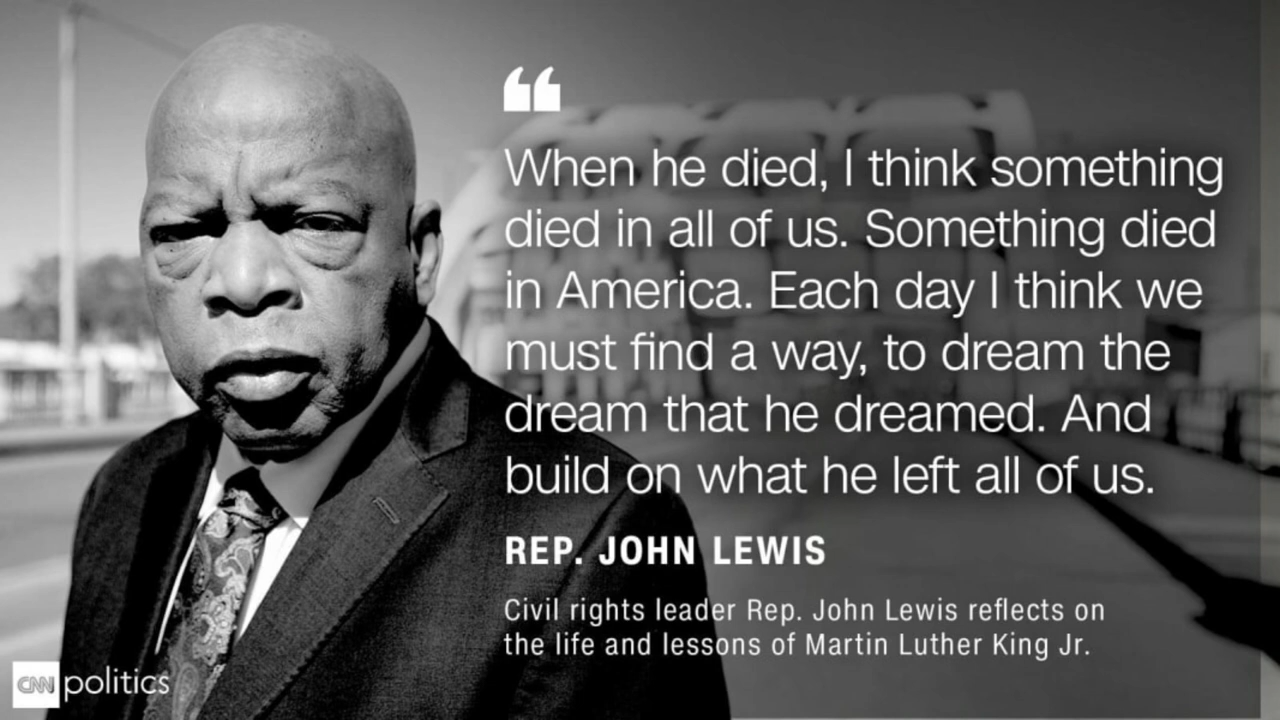 “
When he died, I think something
died in all of us. Something died
in America. Each day I think we
must find a way, to dream the
dream that he dreamed. And
build on what he left all of us.
REP. JOHN LEWIS
Civil rights leader Rep. John Lewis reflects on
the life and lessons of Martin Luther King Jr.
CNN politics